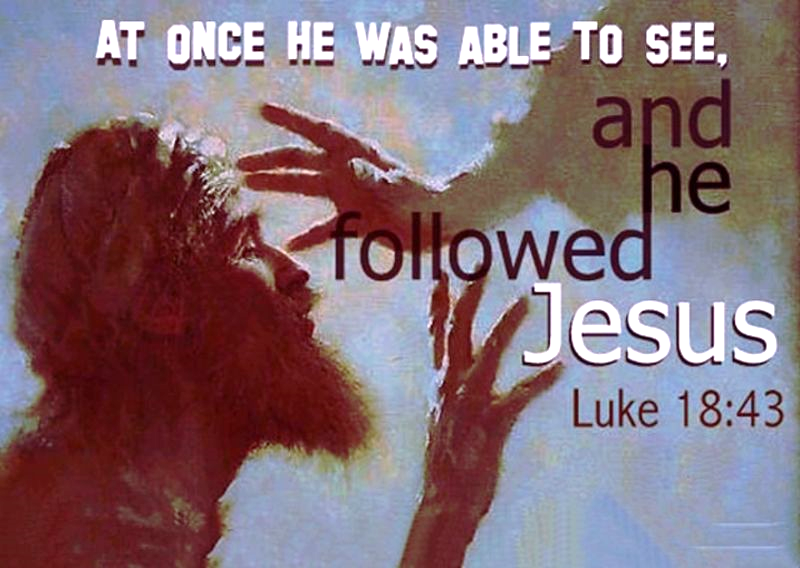 AT ONCE HE WAS ABLE TO SEE,
and
he
followed
Jesus
Luke 18:43